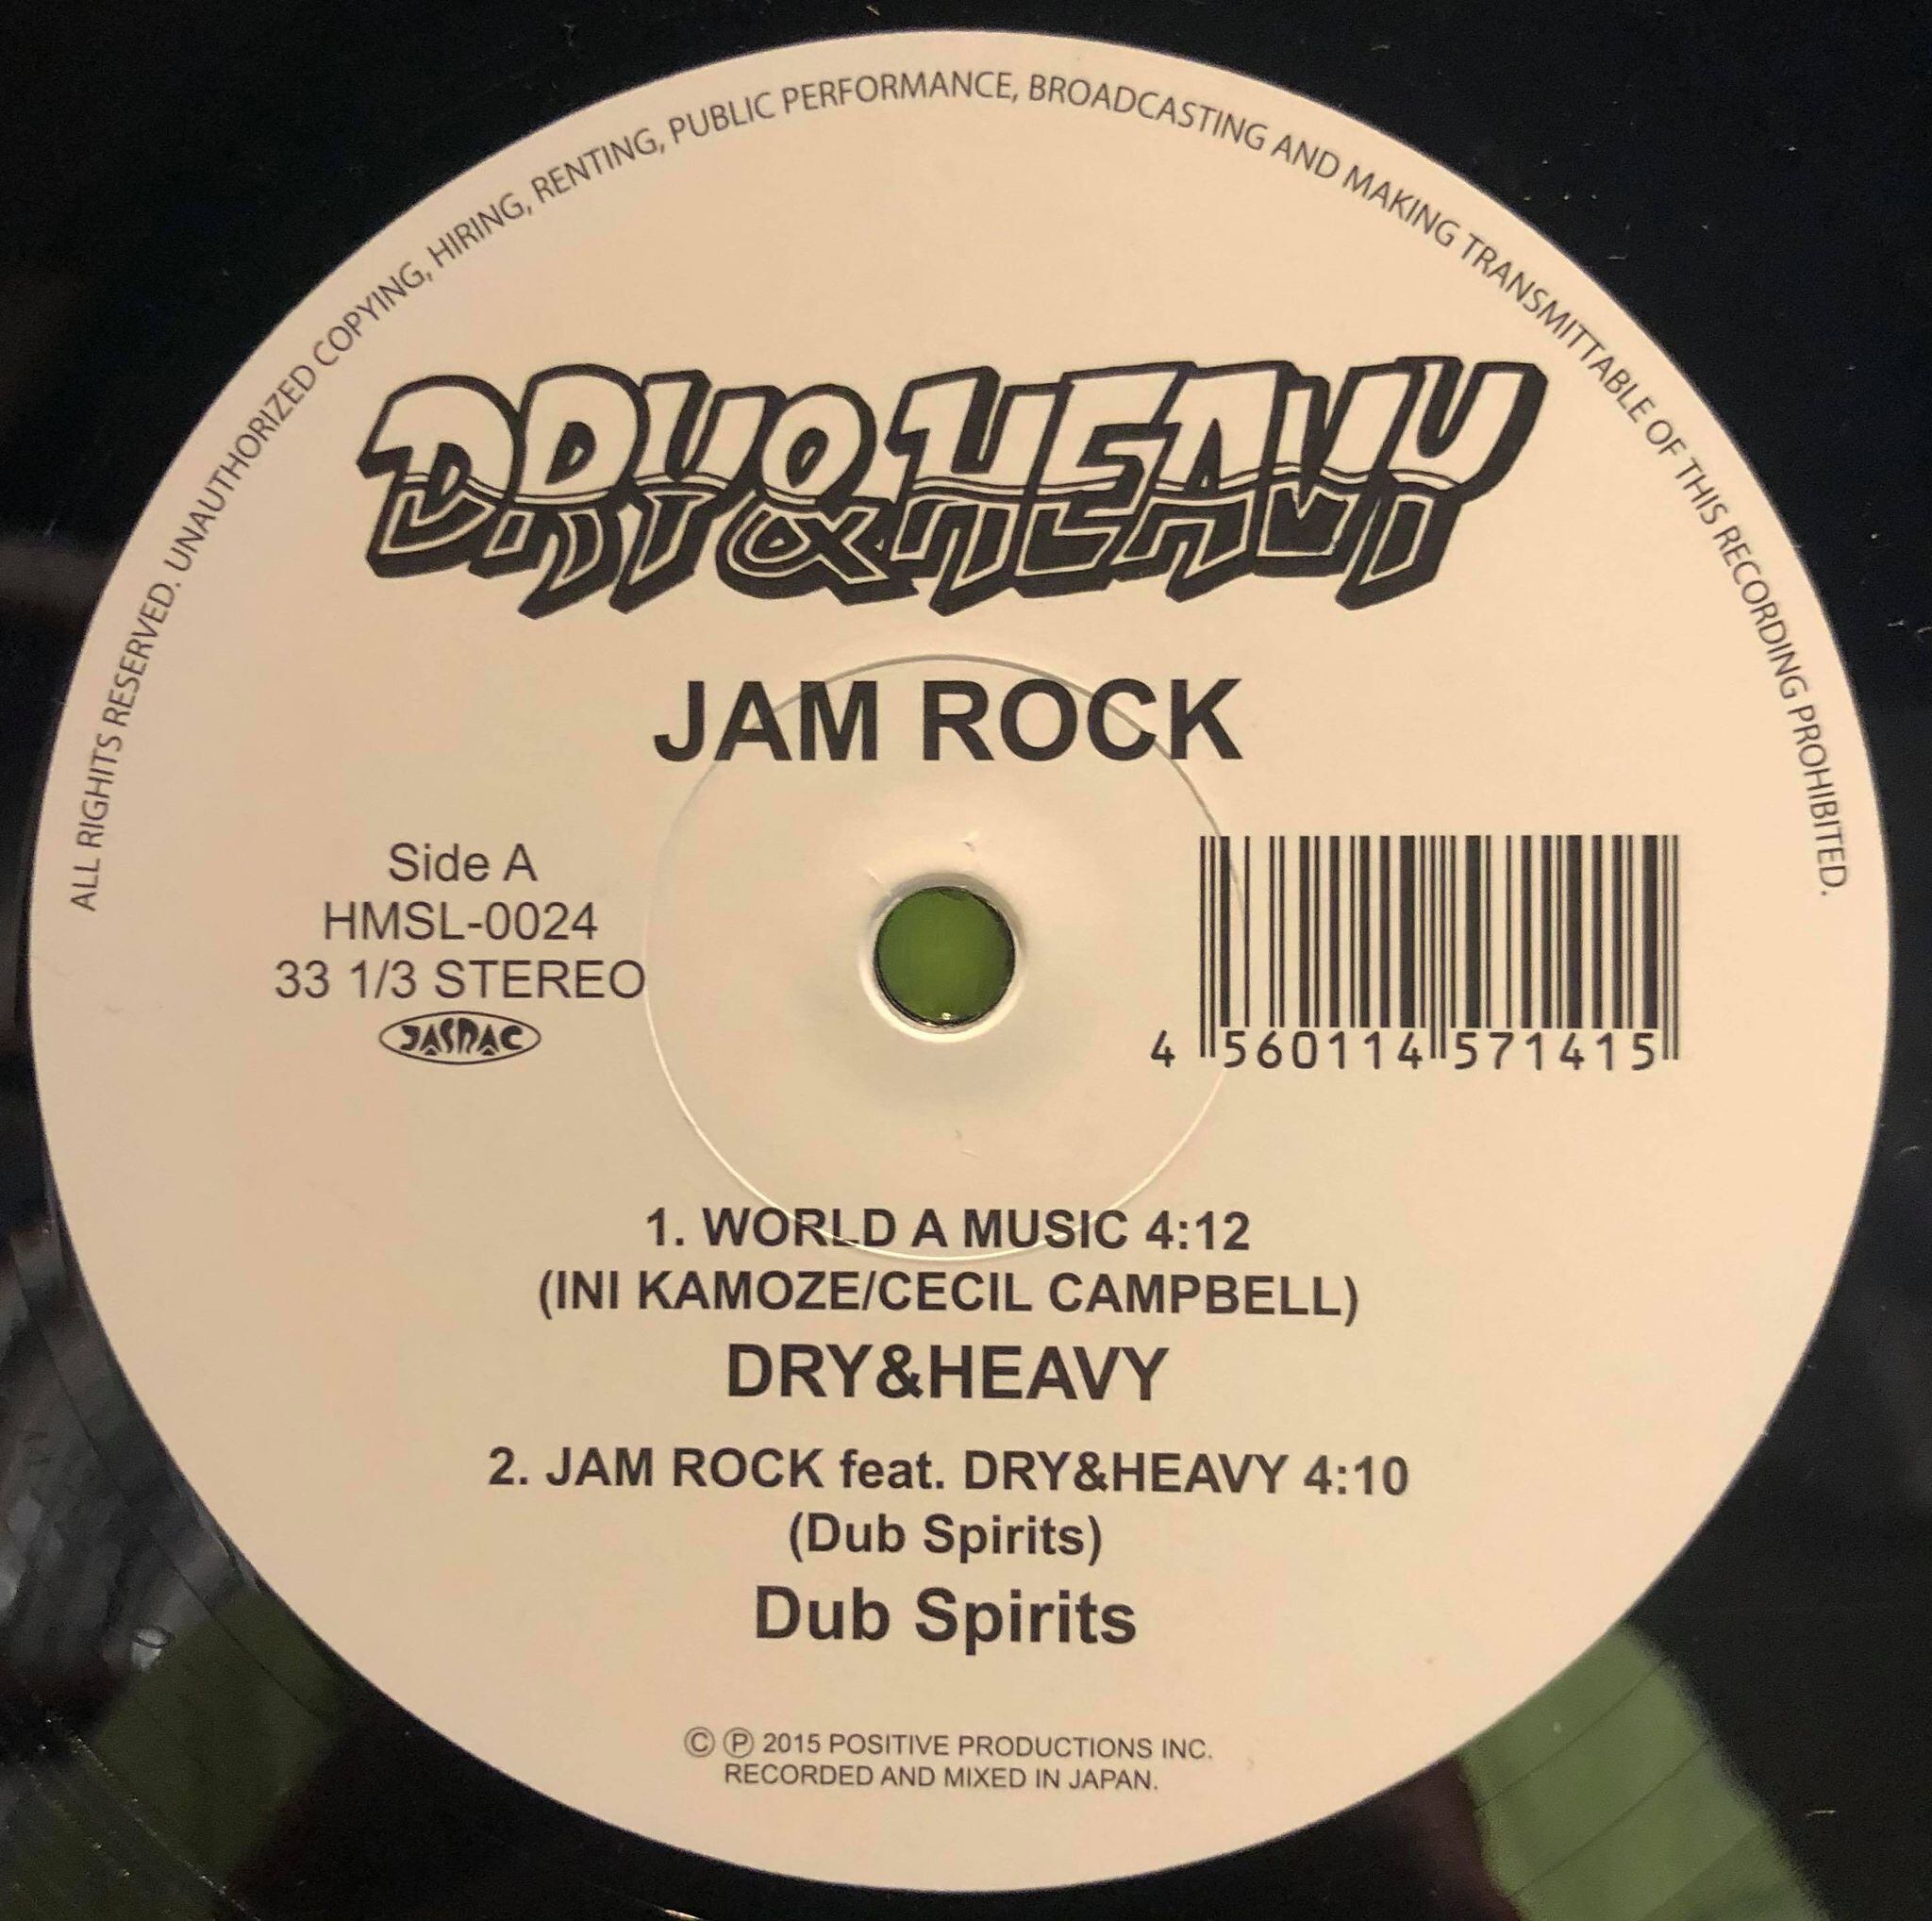 ALL RIGHTS RESERVED. UNAUTHORIZED COPYING, HIRING, RENTING, PUBLIC PERFORMANCE, BROADCASTING AND MAKING TRANSMITTABLE OF THIS RECORDING PROHIBITED.
DRY&HEAVY
JAM ROCK
Side A
HMSL-0024
33 1/3 STEREO
JASRAC
4 560114 571415
1. WORLD A MUSIC 4:12
(INI KAMOZE/CECIL CAMPBELL)
DRY&HEAVY
2. JAM ROCK feat. DRY&HEAVY 4:10
(Dub Spirits)
Dub Spirits
© ℗ 2015 POSITIVE PRODUCTIONS INC.
RECORDED AND MIXED IN JAPAN.